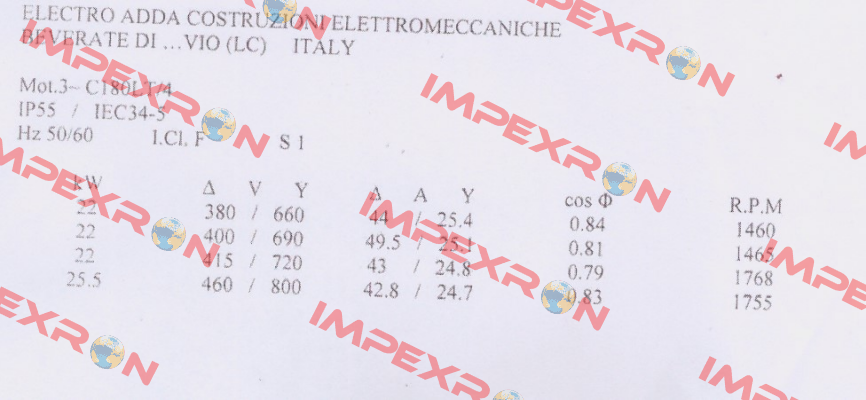 ELECTRO ADDA COSTRUZIONI ELETTROMECCANICHE
BEVERATE DI ...VIO (LC) ITALY
Mot.3~ C180LT/4
IP55 / IEC34-5
Hz 50/60 I.Cl, F S 1
kW Δ V Y Δ A Y cos Φ R.P.M
22 380 / 660 44 / 25.4 0.84 1460
22 400 / 690 49.5 / 25.1 0.81 1465
22 415 / 720 43 / 24.8 0.79 1768
25.5 460 / 800 42.8 / 24.7 0.83 1755
IMPEXRON